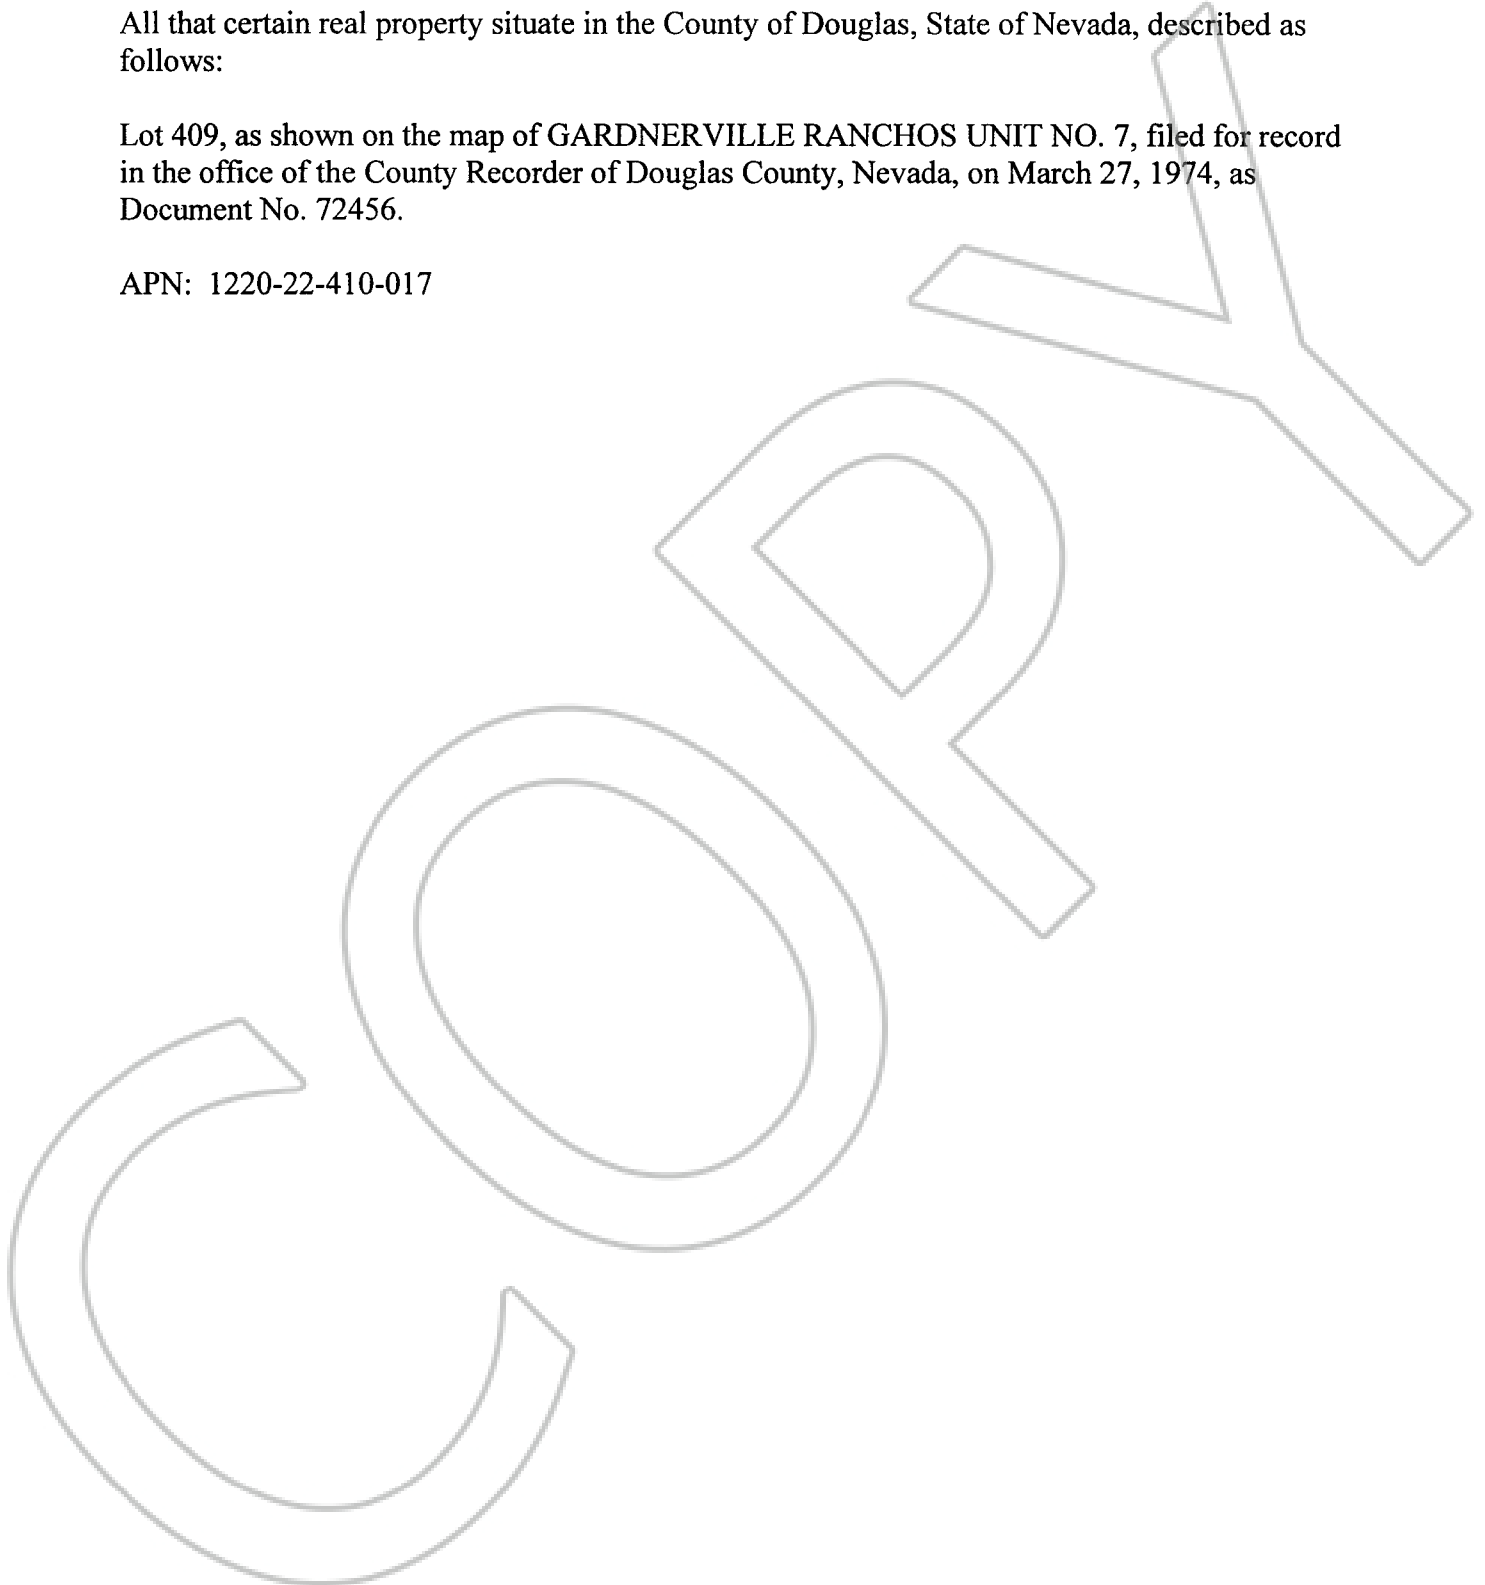 All that certain real property situate in the County of Douglas, State of Nevada, described as
follows:
Lot 409, as shown on the map of GARDNERVILLE RANCHOS UNIT NO. 7, filed for record
in the office of the County Recorder of Douglas County, Nevada, on March 27, 1974, as
Document No. 72456.
APN: 1220-22-410-017
COPY